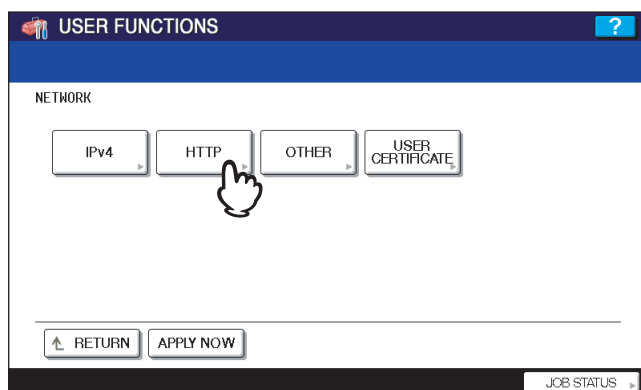 USER FUNCTIONS
?
NETWORK
IPv4
HTTP
OTHER
USER
CERTIFICATE
RETURN
APPLY NOW
JOB STATUS